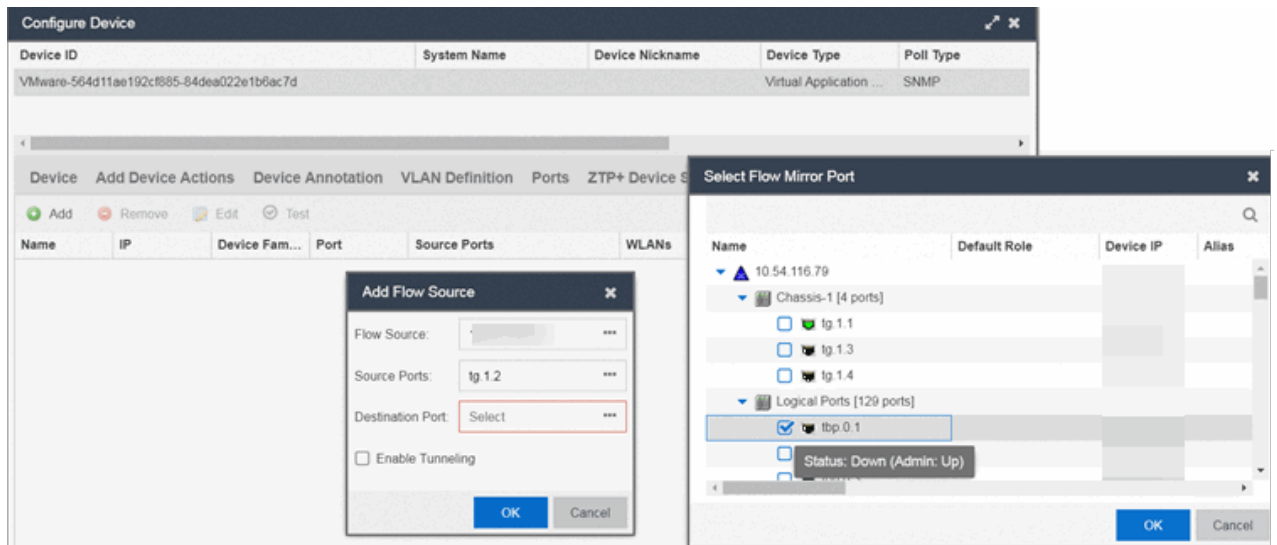 Configure Device
Device ID System Name Device Nickname Device Type Poll Type
VMware-564d11ae192cf885-84dea022e1b6ac7d Virtual Application ... SNMP
Device Add Device Actions Device Annotation VLAN Definition Ports ZTP+ Device S
Add Remove Edit Test
Name IP Device Fam... Port Source Ports WLANs
Add Flow Source
Flow Source: ...
Source Ports: tg.1.2 ...
Destination Port: Select ...
Enable Tunneling
OK Cancel
Select Flow Mirror Port
Name Default Role Device IP Alias
10.54.116.79
Chassis-1 [4 ports]
tg.1.1
tg.1.3
tg.1.4
Logical Ports [129 ports]
tbp.0.1
Status: Down (Admin: Up)
OK Cancel